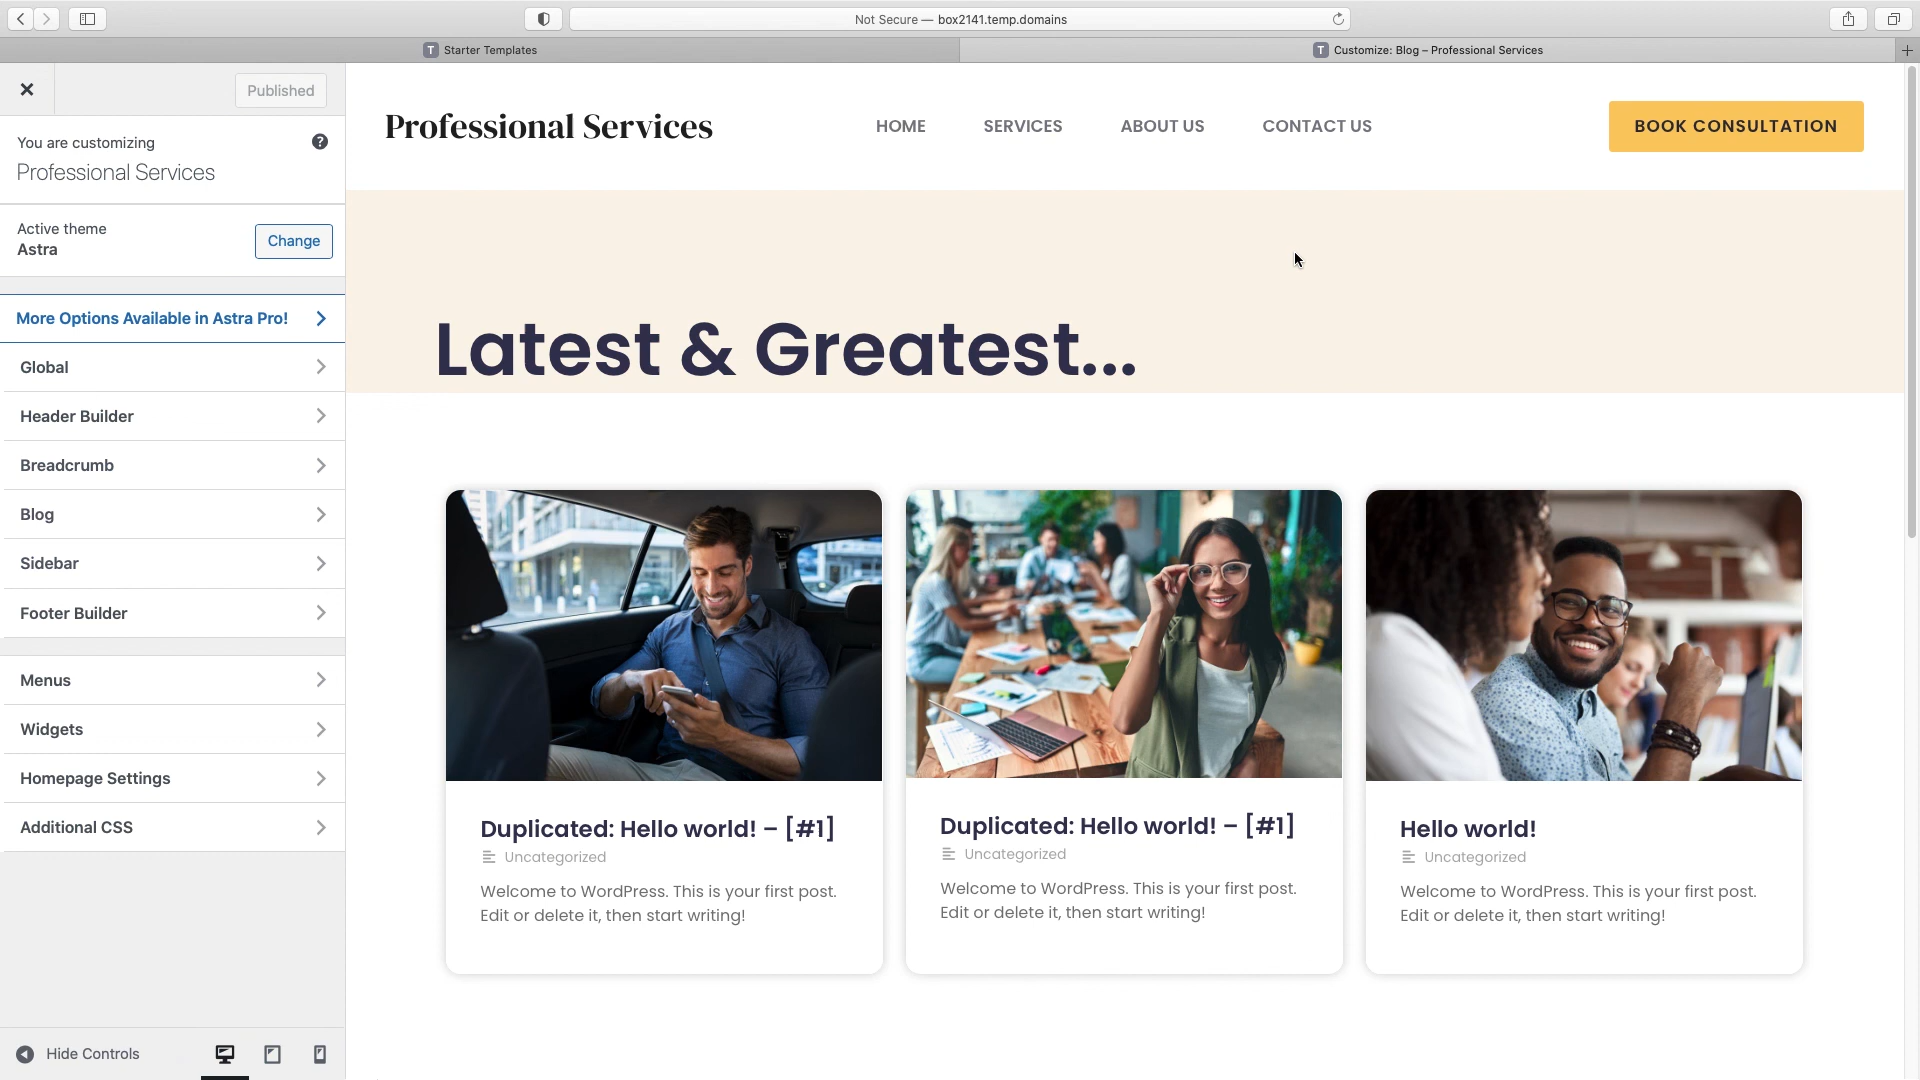 Not Secure — box2141.temp.domains
T Starter Templates
T Customize: Blog – Professional Services
Published
You are customizing
Professional Services
Active theme
Astra
Change
More Options Available in Astra Pro!
Global
Header Builder
Breadcrumb
Blog
Sidebar
Footer Builder
Menus
Widgets
Homepage Settings
Additional CSS
Hide Controls
Professional Services
HOME
SERVICES
ABOUT US
CONTACT US
BOOK CONSULTATION
Latest & Greatest...
Duplicated: Hello world! – [#1]
Uncategorized
Welcome to WordPress. This is your first post.
Edit or delete it, then start writing!
Duplicated: Hello world! – [#1]
Uncategorized
Welcome to WordPress. This is your first post.
Edit or delete it, then start writing!
Hello world!
Uncategorized
Welcome to WordPress. This is your first post.
Edit or delete it, then start writing!